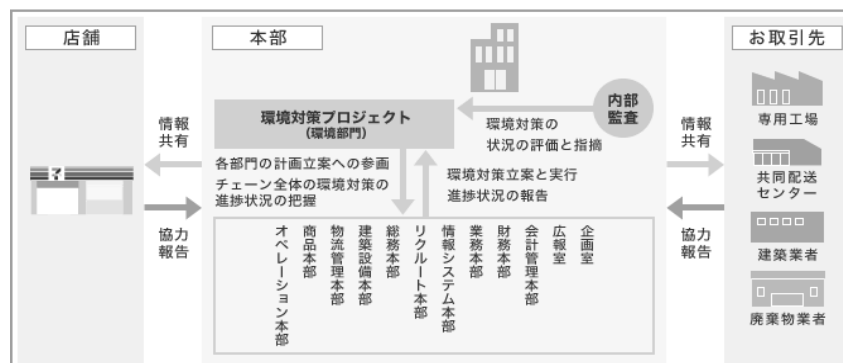 店舗
本部
お取引先
情報
共有
協力
報告
環境対策プロジェクト
(環境部門)
内部
監査
環境対策の
状況の評価と指摘
各部門の計画立案への参画
チェーン全体の環境対策の
進捗状況の把握
環境対策立案と実行
進捗状況の報告
オペレーション本部
商品本部
物流管理本部
建築設備本部
総務本部
リクルート本部
情報システム本部
業務本部
財務本部
会計管理本部
広報室
企画室
情報
共有
協力
報告
専用工場
共同配送
センター
建築業者
廃棄物業者
7